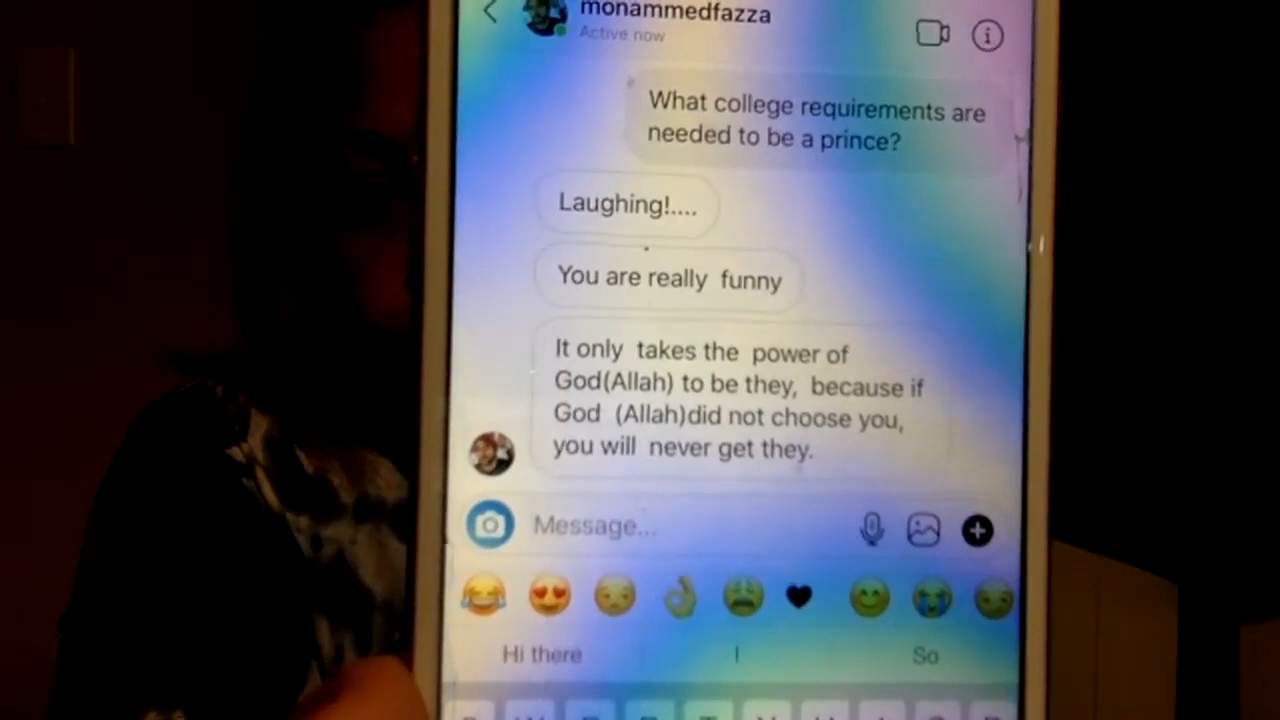 mohammedfazza
Active now
What college requirements are
needed to be a prince?
Laughing!....
You are really funny
It only takes the power of
God(Allah) to be they, because if
God (Allah)did not choose you,
you will never get they.
Message...
Hi there
I
So